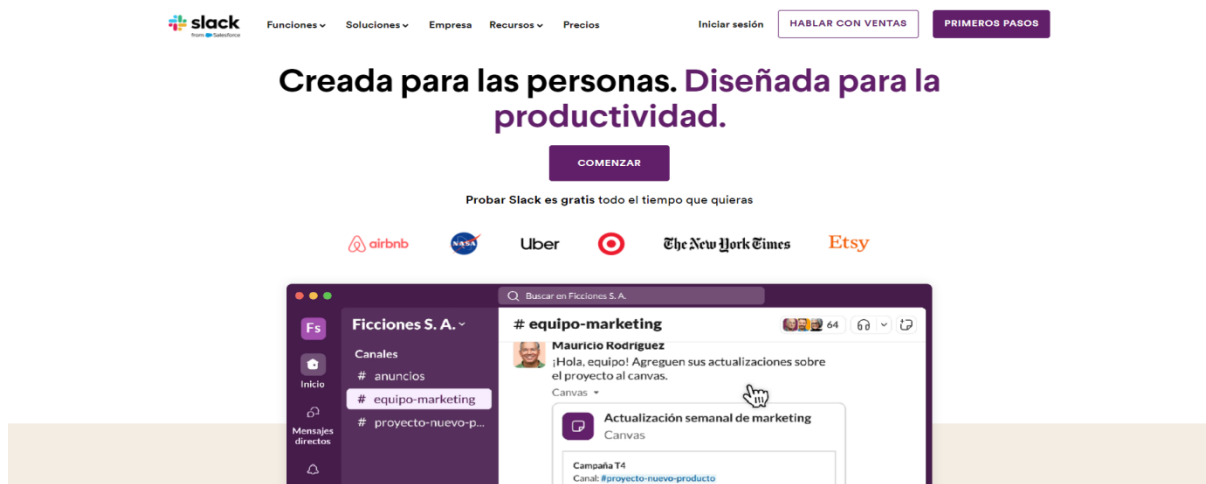 slack
from Salesforce
Funciones
Soluciones
Empresa
Recursos
Precios
Iniciar sesión
HABLAR CON VENTAS
PRIMEROS PASOS
Creada para las personas. Diseñada para la
productividad.
COMENZAR
Probar Slack es gratis todo el tiempo que quieras
airbnb
NASA
Uber
The New York Times
Etsy
Buscar en Ficciones S. A.
Fs
Inicio
Mensajes
directos
Ficciones S. A.
Canales
# anuncios
# equipo-marketing
# proyecto-nuevo-p...
# equipo-marketing
64
Mauricio Rodríguez
¡Hola, equipo! Agreguen sus actualizaciones sobre
el proyecto al canvas.
Canvas
Actualización semanal de marketing
Canvas
Campaña T4
Canal: #proyecto-nuevo-producto